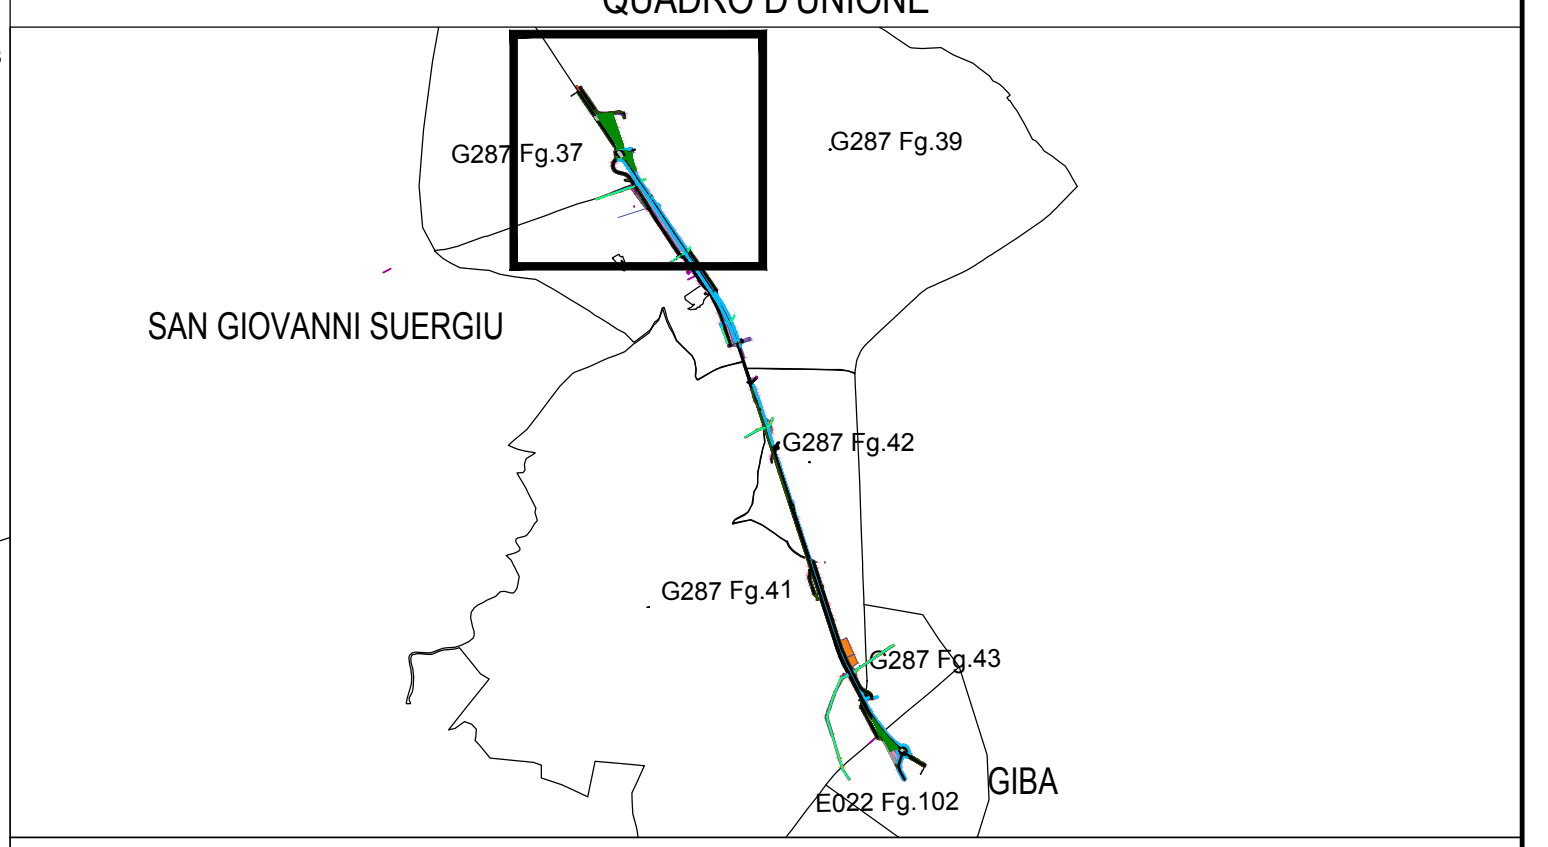 QUADRO D'UNIONE
G287 Fg.39
G287 Fg.37
SAN GIOVANNI SUERGIU
G287 Fg.42
G287 Fg.41
G287 Fg.43
GIBA
E022 Fg.102